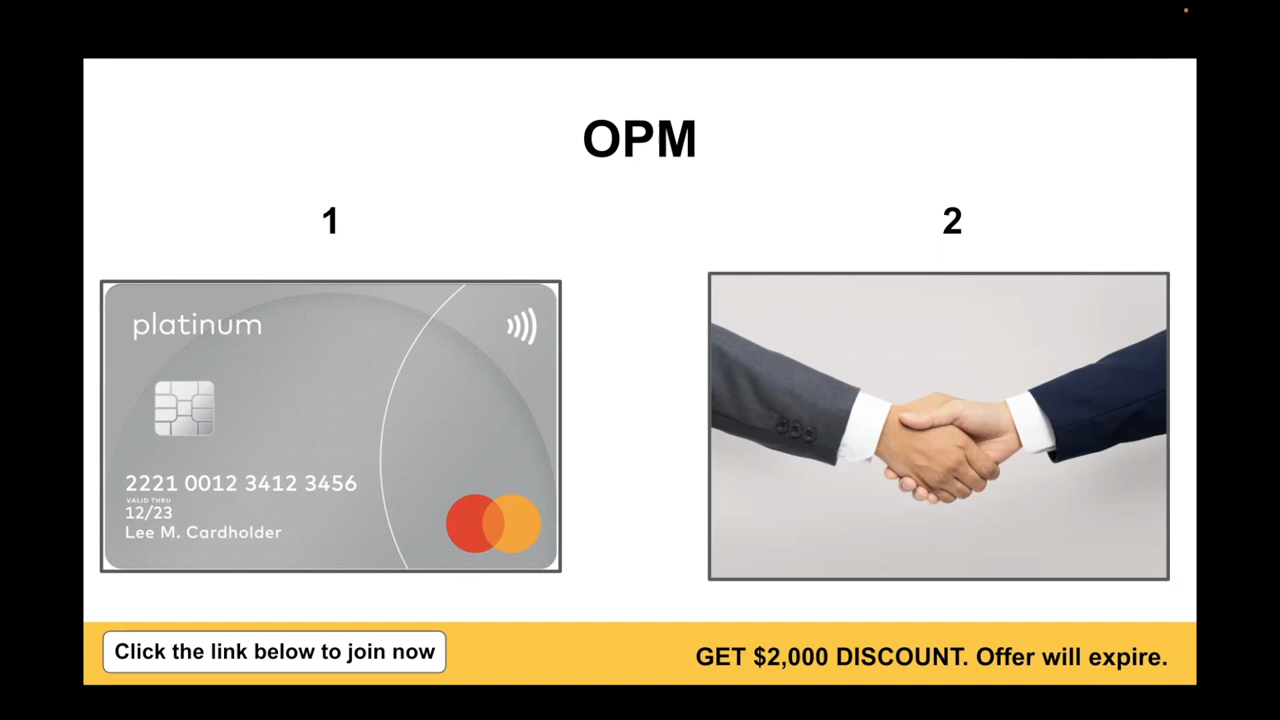 OPM
1
2
platinum
2221 0012 3412 3456
VALID THRU
12/23
Lee M. Cardholder
Click the link below to join now
GET $2,000 DISCOUNT. Offer will expire.